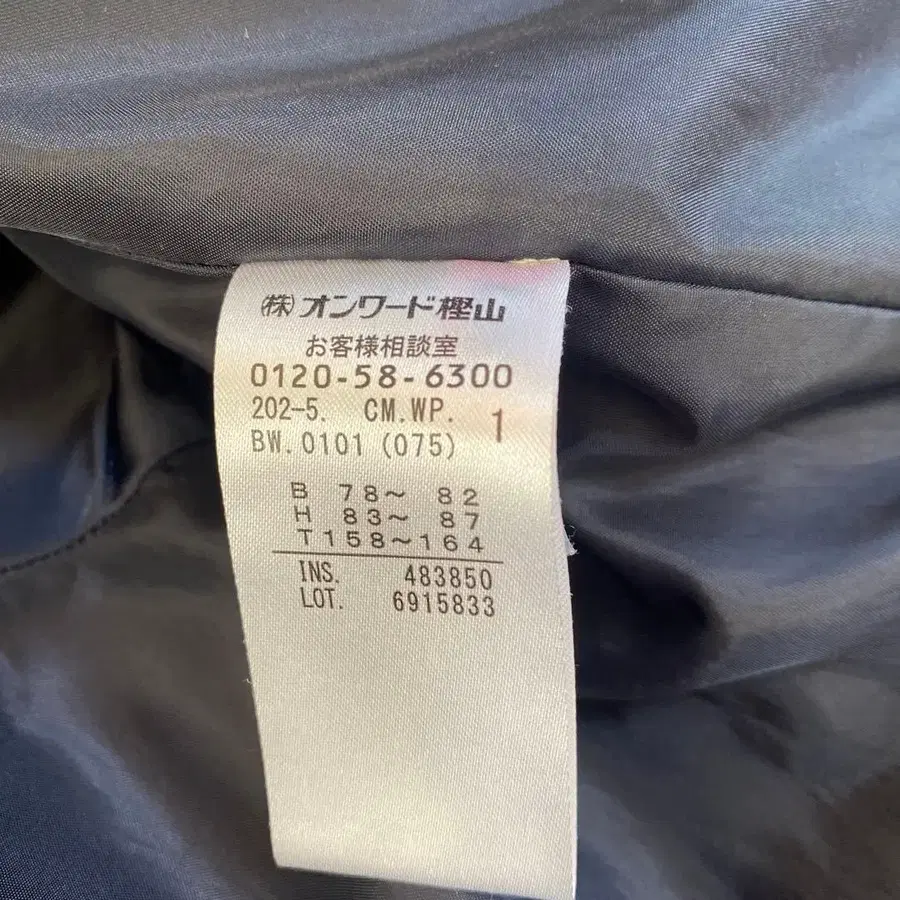 ㈱オンワード樫山
お客様相談室
0120-58-6300
202-5. CM.WP. 1
BW.0101 (075)
B 78～ 82
H 83～ 87
T158～164
INS. 483850
LOT. 6915833